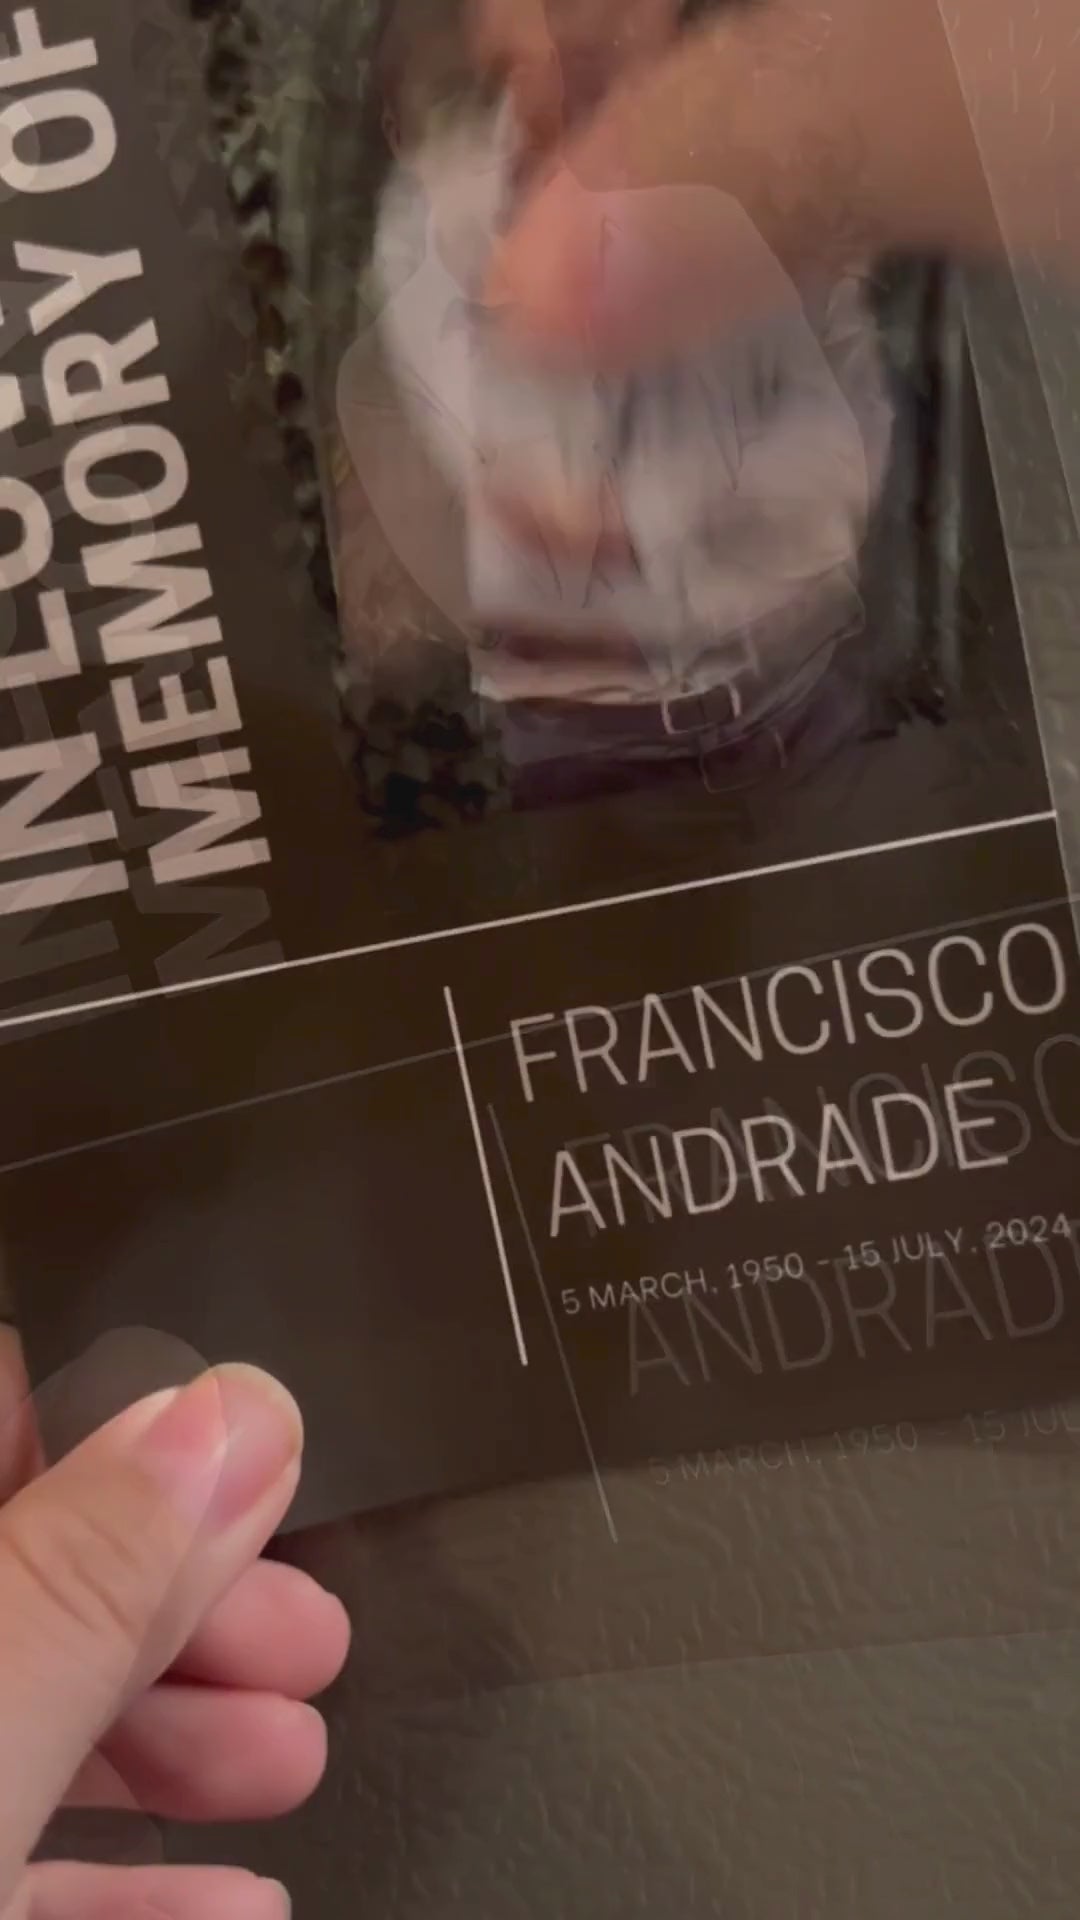 IN LOVING
MEMORY OF
FRANCISCO
ANDRADE
5 MARCH, 1950 - 15 JULY, 2024